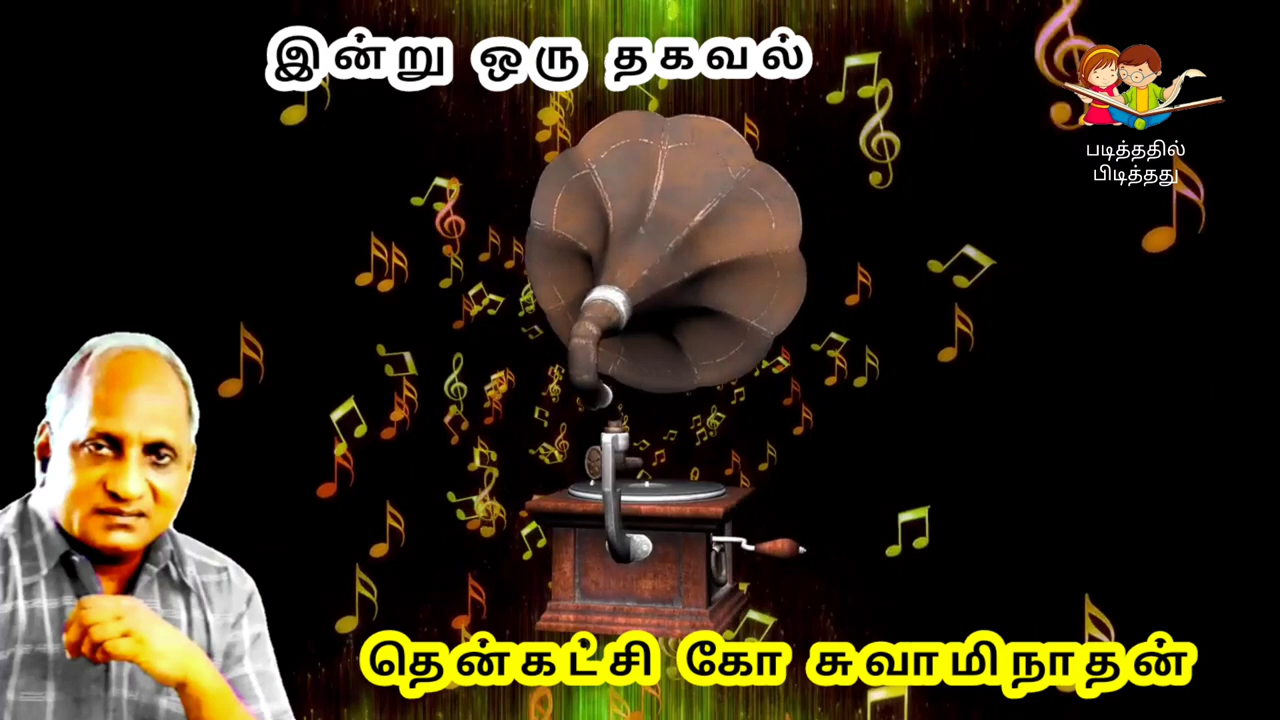 இன்று ஒரு தகவல்
படித்ததில்
பிடித்தது
தென்கட்சி கோ சுவாமிநாதன்